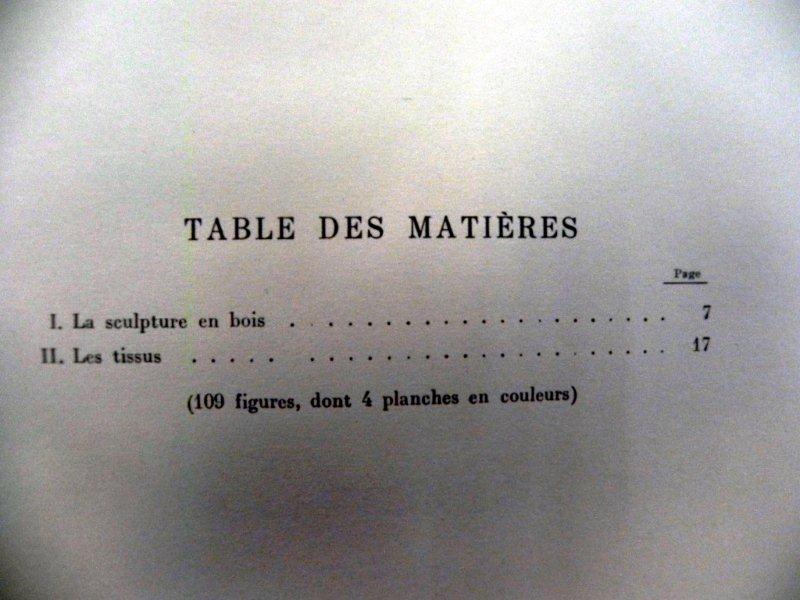 TABLE DES MATIÈRES
Page
I. La sculpture en bois . . . . . . . . . . . . . . . . . . . . 7
II. Les tissus . . . . . . . . . . . . . . . . . . . . . . . 17
(109 figures, dont 4 planches en couleurs)